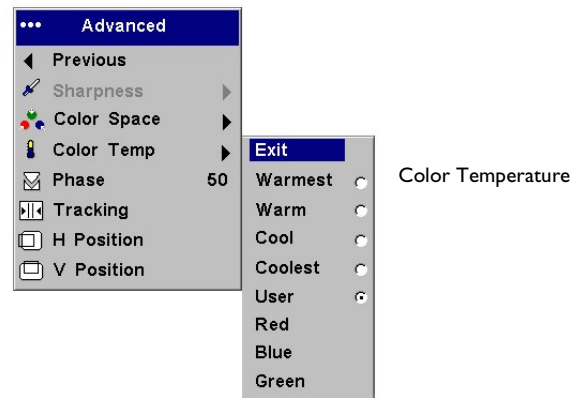 ••• Advanced
Previous
Sharpness
Color Space
Color Temp
Phase 50
Tracking
H Position
V Position
Exit
Warmest
Warm
Cool
Coolest
User
Red
Blue
Green
Color Temperature